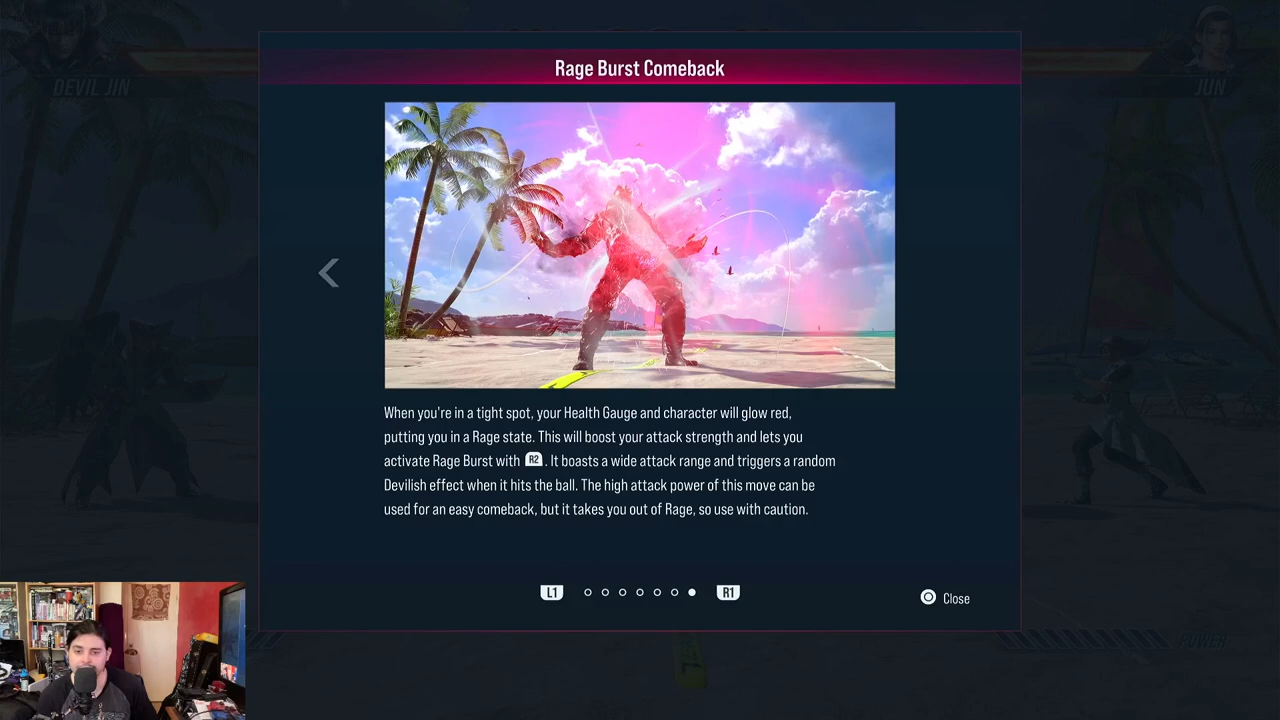 DEVIL JIN
JUN
Rage Burst Comeback
When you're in a tight spot, your Health Gauge and character will glow red,
putting you in a Rage state. This will boost your attack strength and lets you
activate Rage Burst with R2. It boasts a wide attack range and triggers a random
Devilish effect when it hits the ball. The high attack power of this move can be
used for an easy comeback, but it takes you out of Rage, so use with caution.
L1
R1
Close
POWER